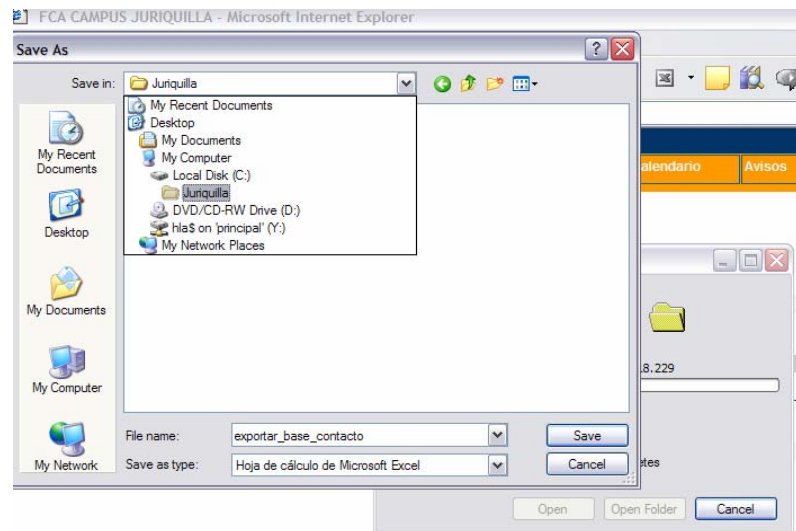 FCA CAMPUS JURIQUILLA - Microsoft Internet Explorer
Save As
Save in:
Juriquilla
My Recent Documents
Desktop
My Documents
My Computer
Local Disk (C:)
Juriquilla
DVD/CD-RW Drive (D:)
hla$ on 'principal' (Y:)
My Network Places
My Recent
Documents
Desktop
My Documents
My Computer
My Network
File name:
exportar_base_contacto
Save
Save as type:
Hoja de cálculo de Microsoft Excel
Cancel
alendario
Avisos
8.229
etes
Open
Open Folder
Cancel